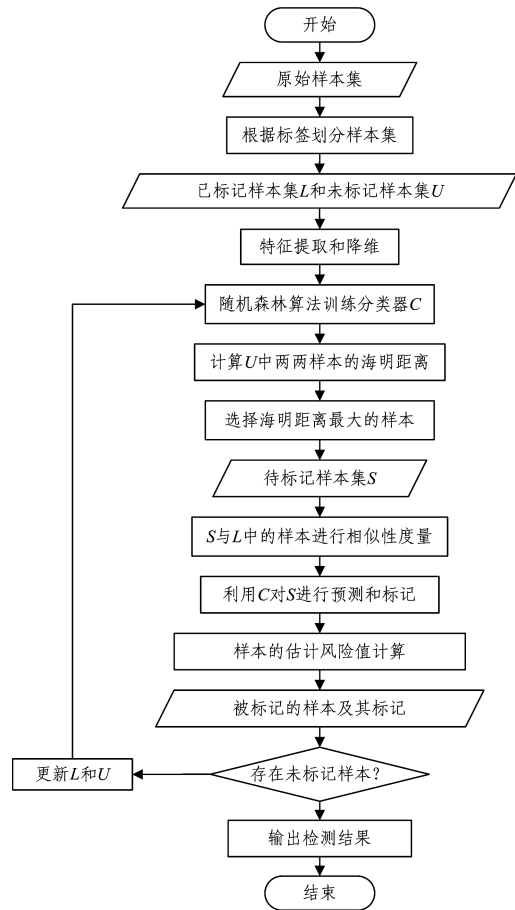 开始
原始样本集
根据标签划分样本集
已标记样本集L和未标记样本集U
特征提取和降维
随机森林算法训练分类器C
计算U中两两样本的海明距离
选择海明距离最大的样本
待标记样本集S
S与L中的样本进行相似性度量
利用C对S进行预测和标记
样本的估计风险值计算
被标记的样本及其标记
存在未标记样本?
更新L和U
输出检测结果
结束